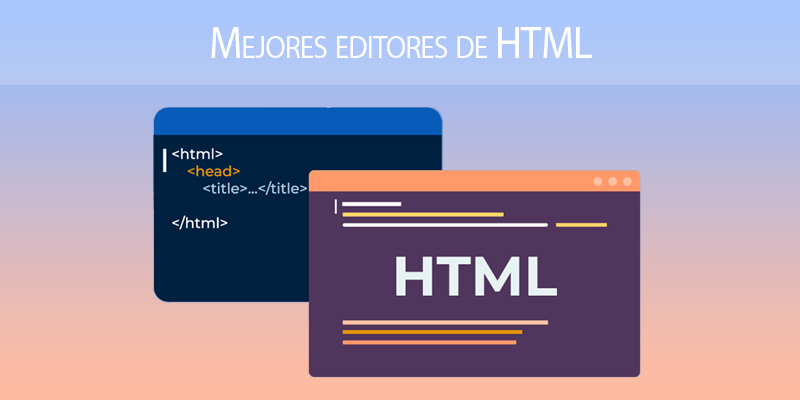 Mejores editores de HTML
<html>
<head>
<title>...</title>
</html>
HTML